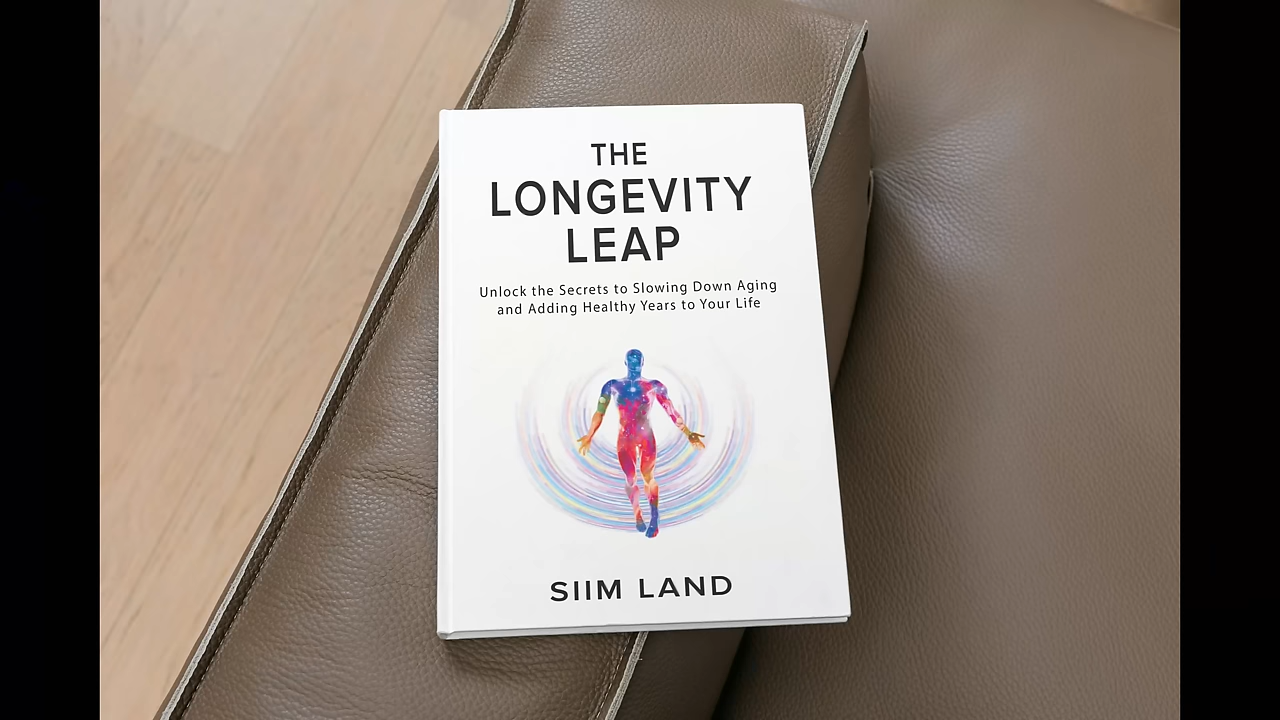 THE
LONGEVITY
LEAP
Unlock the Secrets to Slowing Down Aging
and Adding Healthy Years to Your Life
SIIM LAND